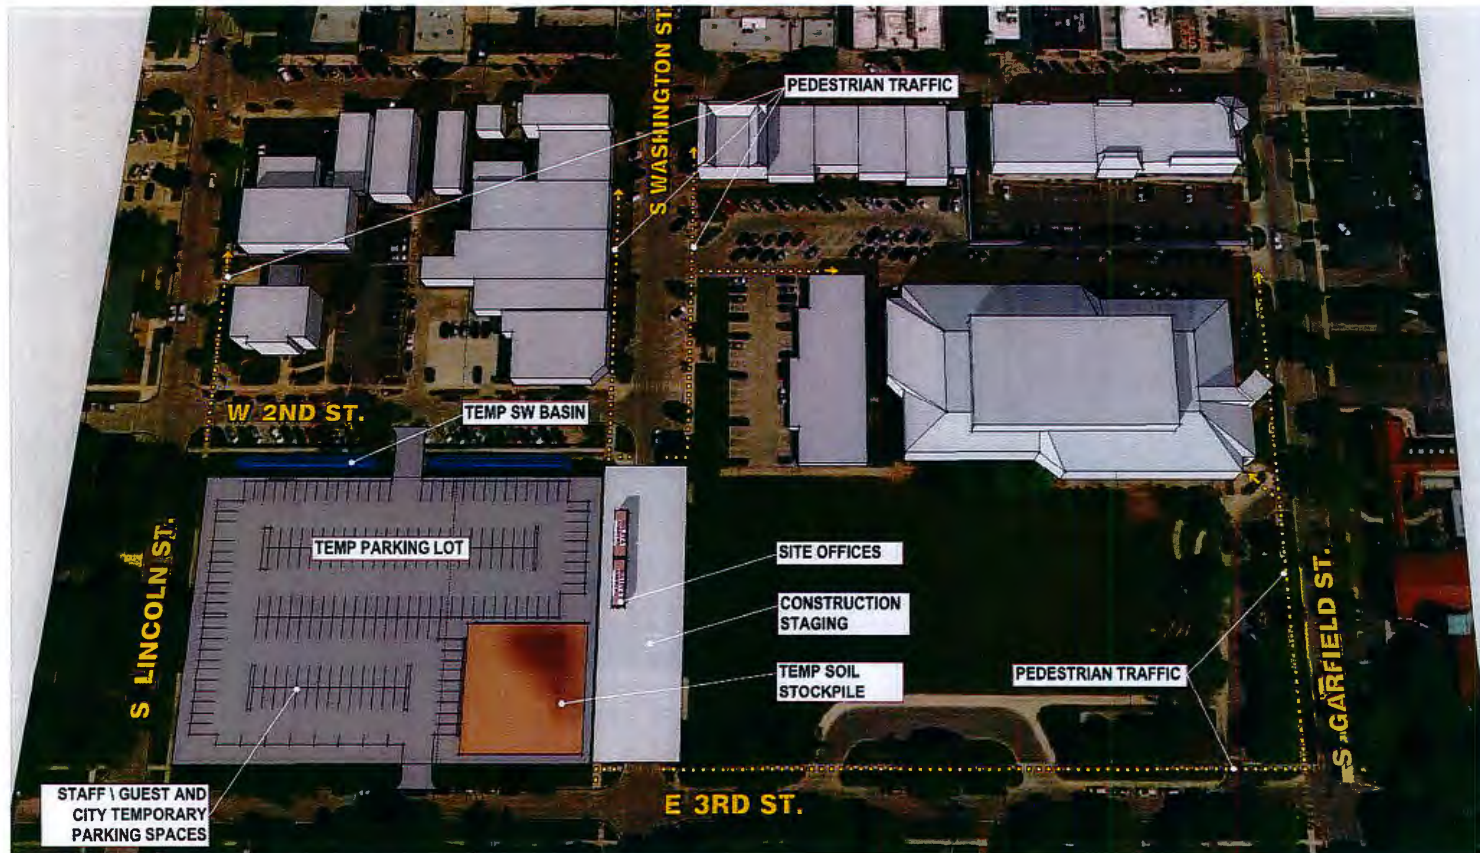 S WASHINGTON ST.
PEDESTRIAN TRAFFIC
W 2ND ST.
TEMP SW BASIN
S LINCOLN ST.
TEMP PARKING LOT
SITE OFFICES
CONSTRUCTION
STAGING
TEMP SOIL
STOCKPILE
PEDESTRIAN TRAFFIC
S. GARFIELD ST.
STAFF \ GUEST AND
CITY TEMPORARY
PARKING SPACES
E 3RD ST.